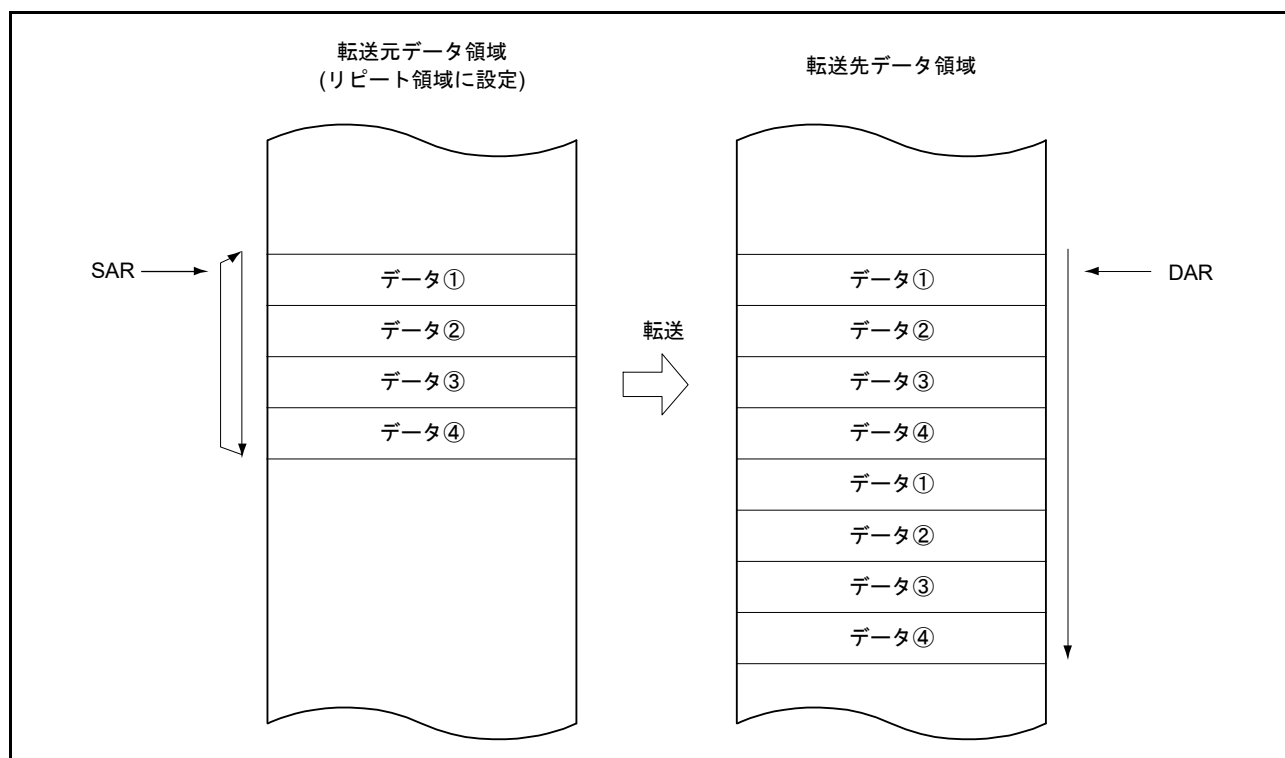 転送元データ領域
(リピート領域に設定)
転送先データ領域
SAR
データ①
データ②
データ③
データ④
転送
データ①
データ②
データ③
データ④
データ①
データ②
データ③
データ④
DAR